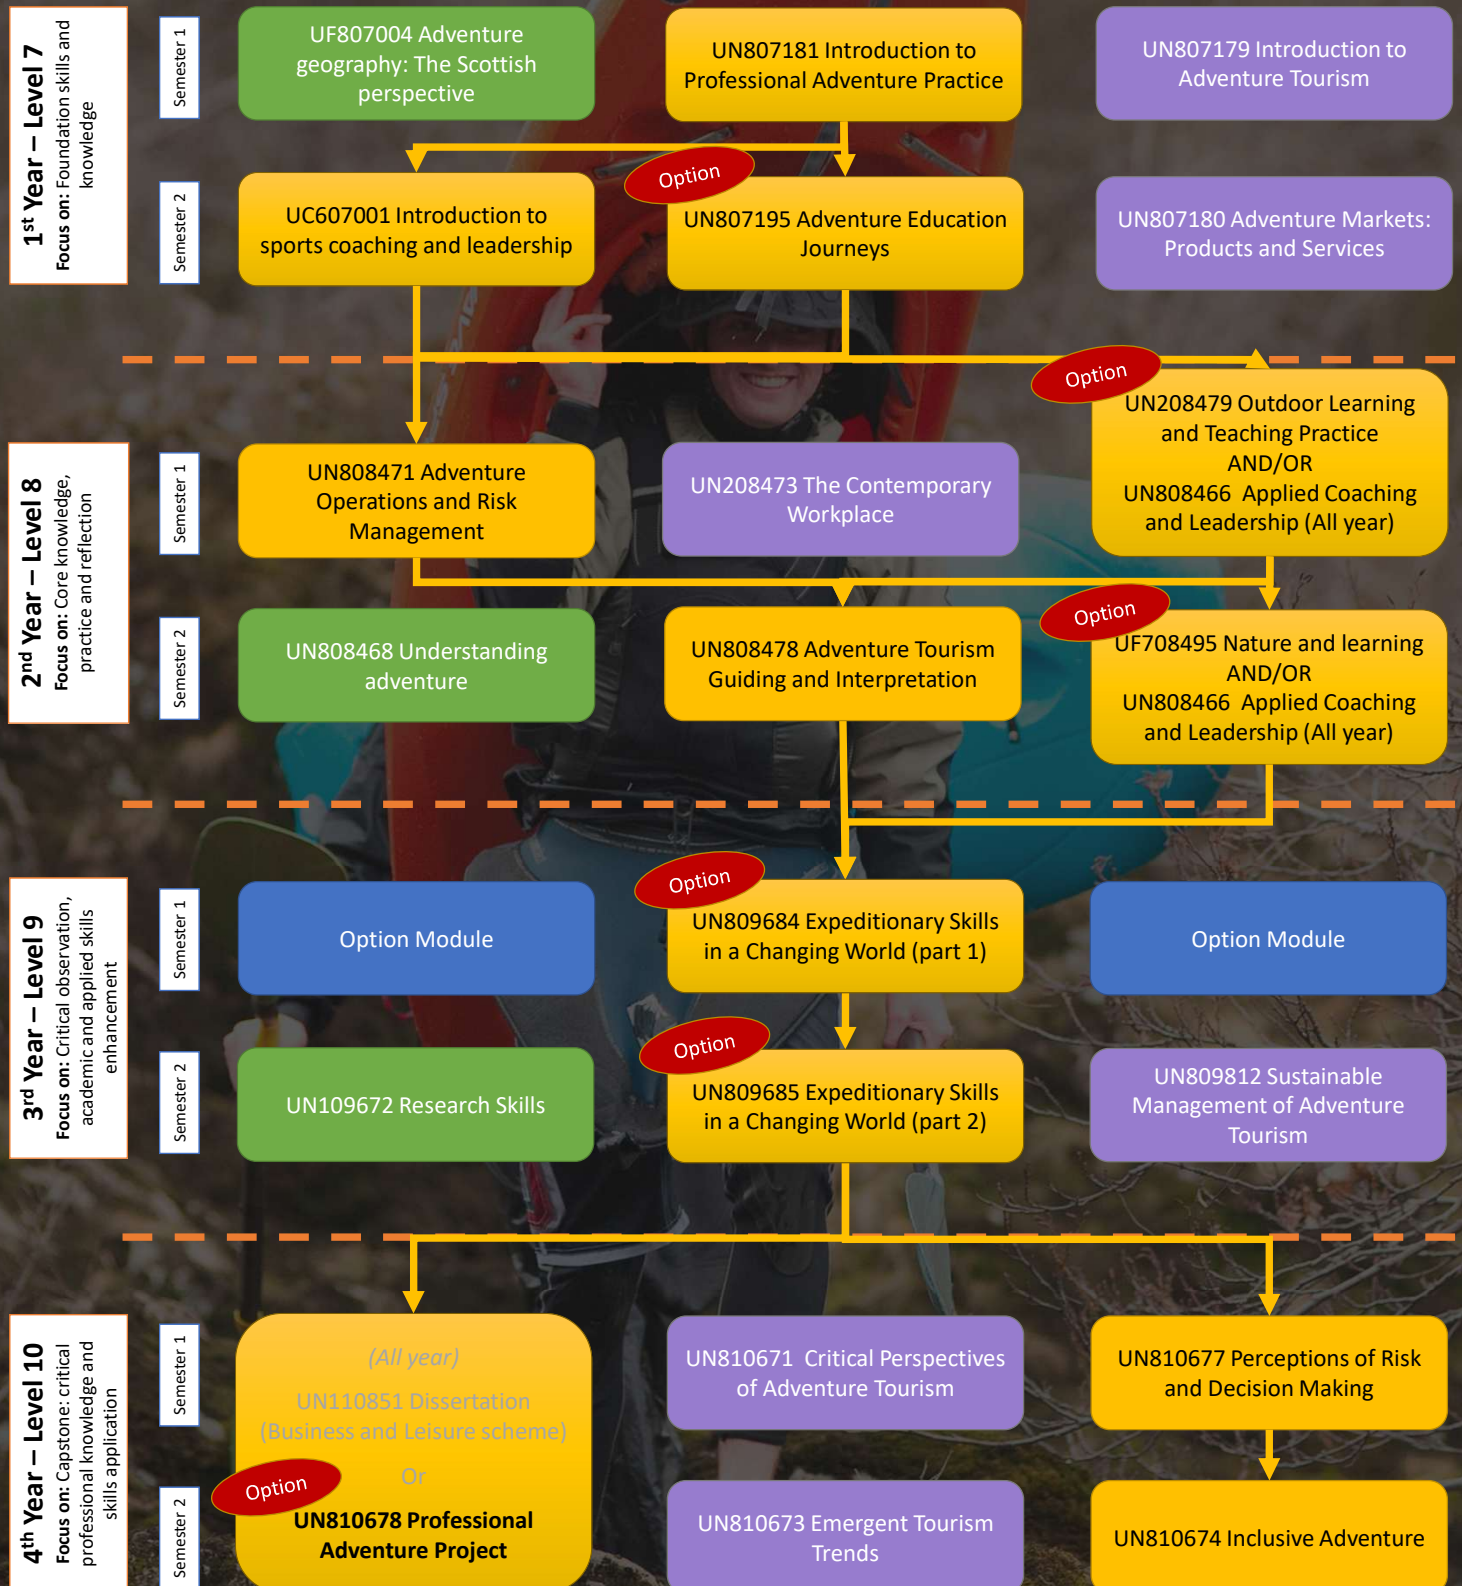 1st Year – Level 7
Focus on: Foundation skills and
knowledge
Semester 1
UF807004 Adventure
geography: The Scottish
perspective
UN807181 Introduction to
Professional Adventure Practice
UN807179 Introduction to
Adventure Tourism
Semester 2
UC607001 Introduction to
sports coaching and leadership
Option
UN807195 Adventure Education
Journeys
UN807180 Adventure Markets:
Products and Services
2nd Year – Level 8
Focus on: Core knowledge,
practice and reflection
Semester 1
UN808471 Adventure
Operations and Risk
Management
UN208473 The Contemporary
Workplace
Option
UN208479 Outdoor Learning
and Teaching Practice
AND/OR
UN808466  Applied Coaching
and Leadership (All year)
Semester 2
UN808468 Understanding
adventure
UN808478 Adventure Tourism
Guiding and Interpretation
Option
UF708495 Nature and learning
AND/OR
UN808466  Applied Coaching
and Leadership (All year)
3rd Year – Level 9
Focus on: Critical observation,
academic and applied skills
enhancement
Semester 1
Option Module
Option
UN809684 Expeditionary Skills
in a Changing World (part 1)
Option Module
Semester 2
UN109672 Research Skills
Option
UN809685 Expeditionary Skills
in a Changing World (part 2)
UN809812 Sustainable
Management of Adventure
Tourism
4th Year – Level 10
Focus on: Capstone: critical
professional knowledge and
skills application
Semester 1
(All year)
UN110851 Dissertation
(Business and Leisure scheme)
Or
Option
UN810678 Professional
Adventure Project
UN810671  Critical Perspectives
of Adventure Tourism
UN810677 Perceptions of Risk
and Decision Making
Semester 2
UN810673 Emergent Tourism
Trends
UN810674 Inclusive Adventure